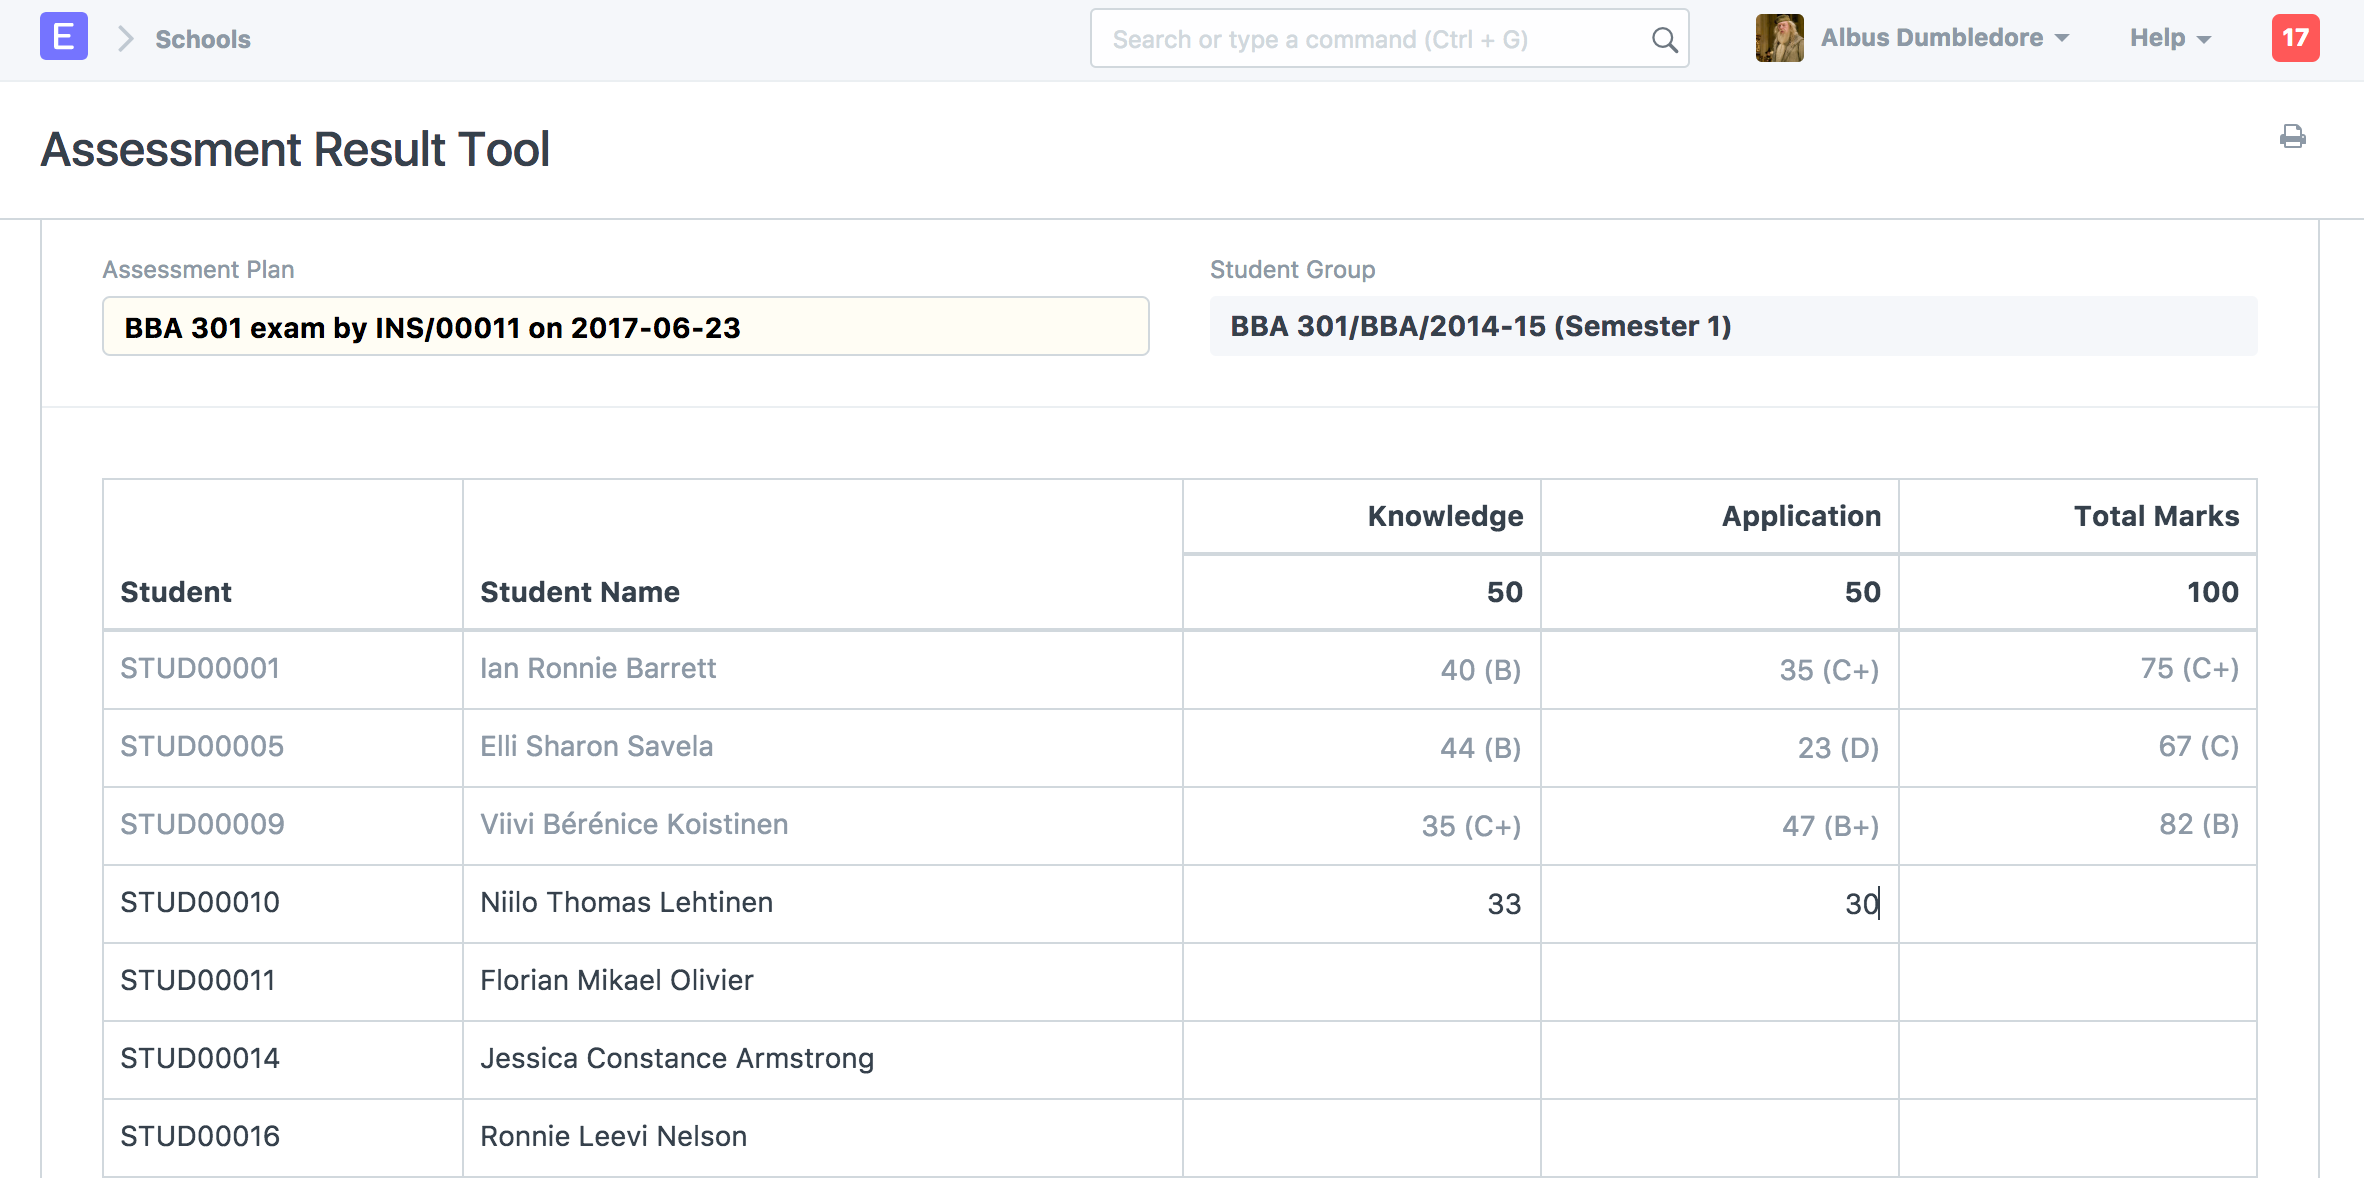 E Schools Search or type a command (Ctrl + G) Albus Dumbledore Help 17
Assessment Result Tool
Assessment Plan Student Group
BBA 301 exam by INS/00011 on 2017-06-23 BBA 301/BBA/2014-15 (Semester 1)
Knowledge Application Total Marks
Student Student Name 50 50 100
STUD00001 Ian Ronnie Barrett 40 (B) 35 (C+) 75 (C+)
STUD00005 Elli Sharon Savela 44 (B) 23 (D) 67 (C)
STUD00009 Viivi Bérénice Koistinen 35 (C+) 47 (B+) 82 (B)
STUD00010 Niilo Thomas Lehtinen 33 30
STUD00011 Florian Mikael Olivier
STUD00014 Jessica Constance Armstrong
STUD00016 Ronnie Leevi Nelson